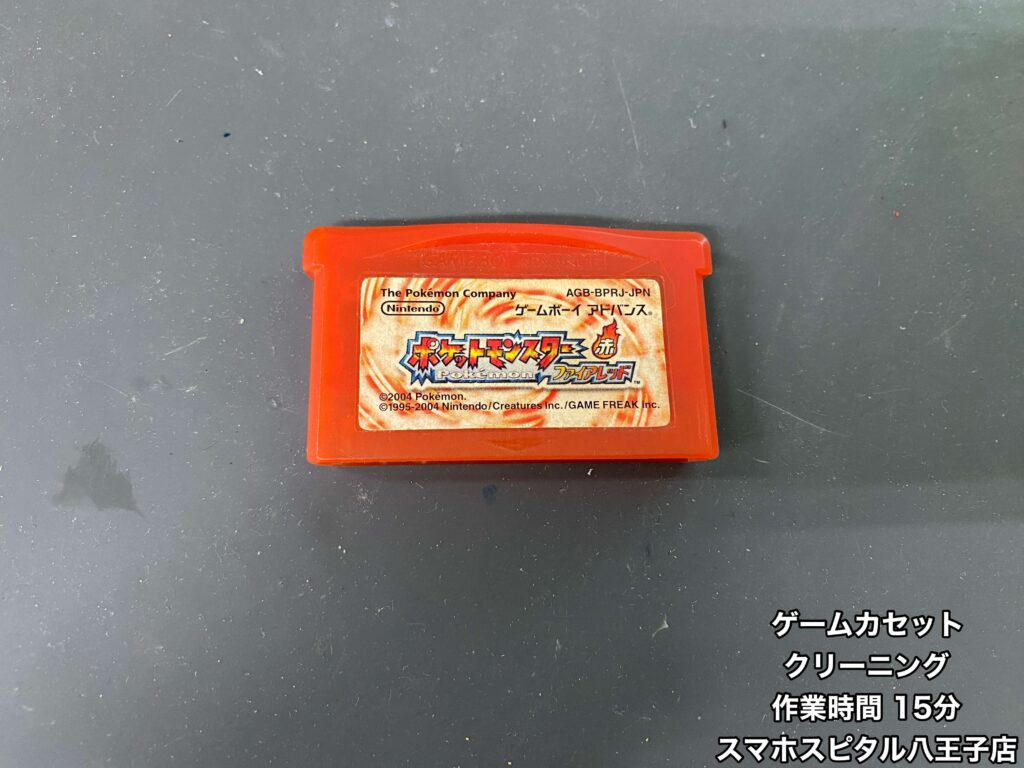 GAME BOY ADVANCE
The Pokémon Company AGB-BPRJ-JPN
Nintendo ゲームボーイ アドバンス®
ポケットモンスター 赤
Pokémon ファイアレッド™
©2004 Pokémon.
©1995-2004 Nintendo/Creatures Inc./GAME FREAK inc.
ゲームカセット
クリーニング
作業時間 15分
スマホスピタル八王子店